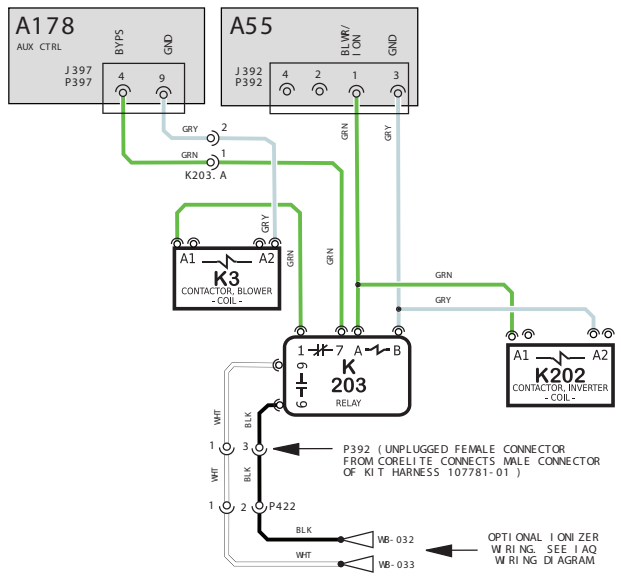 A178
AUX CTRL
BYPS
GND
J397
P397
4
9
A55
BLWR/
ION
GND
J392
P392
4
2
1
3
GRY
2
GRN
1
K203. A
GRN
GRY
GRY
GRN
GRN
A1
A2
K3
CONTACTOR, BLOWER
- COIL -
GRN
GRY
1
7
A
B
9
6
K
203
RELAY
A1
A2
K202
CONTACTOR, INVERTER
- COIL -
WHT
BLK
1
3
P392 ( UNPLUGGED FEMALE CONNECTOR
FROM CORELITE CONNECTS MALE CONNECTOR
OF KIT HARNESS 107781-01 )
WHT
BLK
1
2
P422
BLK
WB-032
WHT
WB-033
OPTIONAL IONIZER
WIRING. SEE IAQ
WIRING DIAGRAM